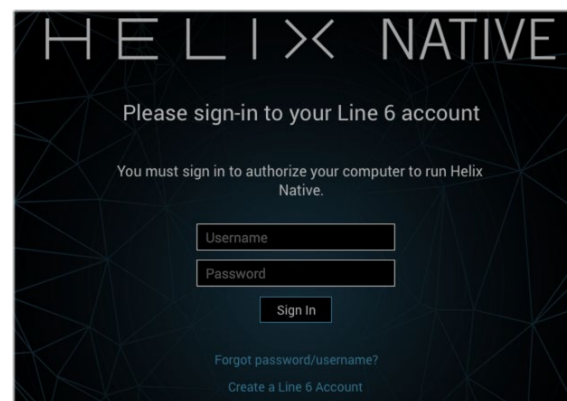 HELIX NATIVE
Please sign-in to your Line 6 account
You must sign in to authorize your computer to run Helix
Native.
Username
Password
Sign In
Forgot password/username?
Create a Line 6 Account